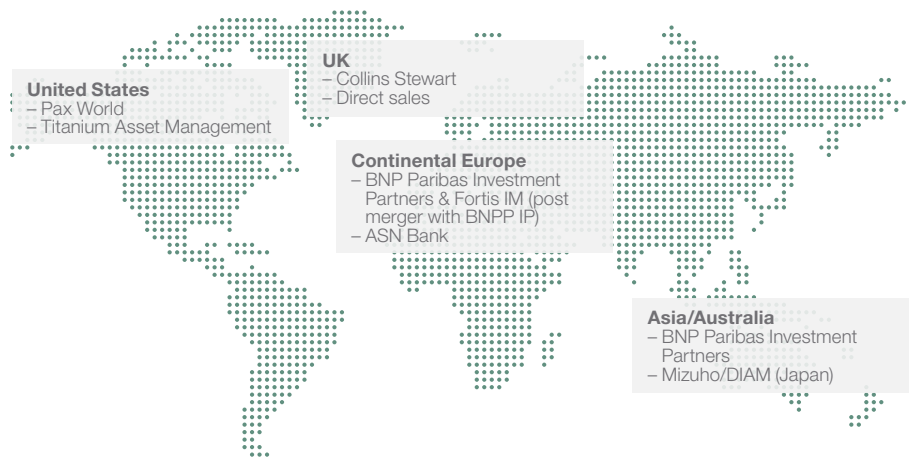 United States
– Pax World
– Titanium Asset Management
UK
– Collins Stewart
– Direct sales
Continental Europe
– BNP Paribas Investment
Partners & Fortis IM (post
merger with BNPP IP)
– ASN Bank
Asia/Australia
– BNP Paribas Investment
Partners
– Mizuho/DIAM (Japan)